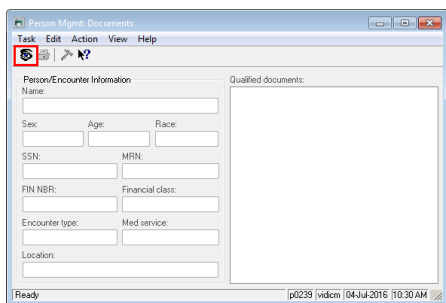 Person Mgmt: Documents
Task Edit Action View Help
Person/Encounter Information
Name:
Sex: Age: Race:
SSN: MRN:
FIN NBR: Financial class:
Encounter type: Med service:
Location:
Qualified documents:
Ready p0239 vidicm 04-Jul-2016 10:30 AM